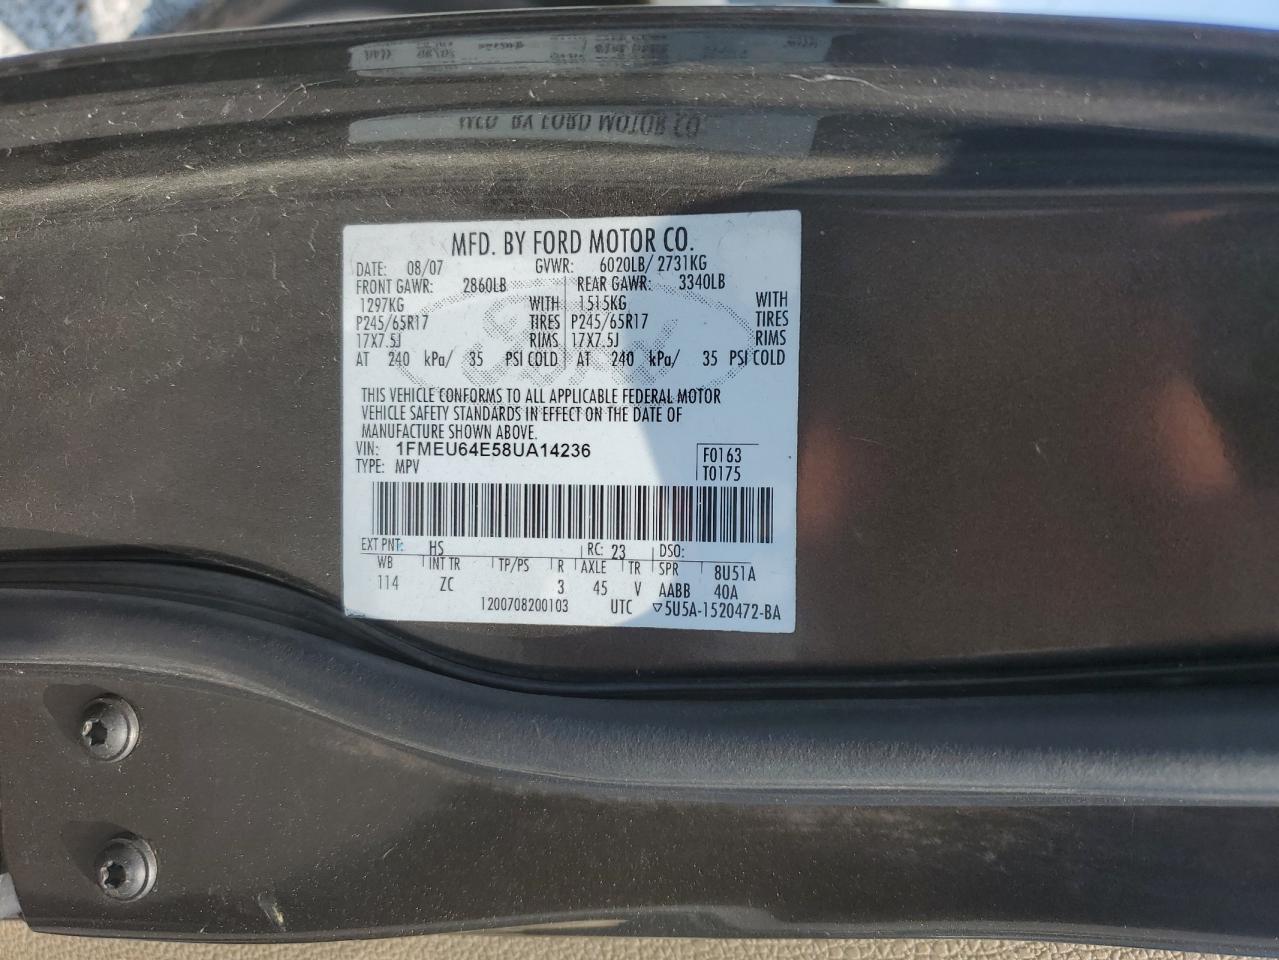 MFD. BY FORD MOTOR CO.
DATE: 08/07 GVWR: 6020LB/ 2731KG
FRONT GAWR: 2860LB REAR GAWR: 3340LB
1297KG WITH 1515KG WITH
P245/65R17 TIRES P245/65R17 TIRES
17X7.5J RIMS 17X7.5J RIMS
AT 240 kPa/ 35 PSI COLD AT 240 kPa/ 35 PSI COLD
THIS VEHICLE CONFORMS TO ALL APPLICABLE FEDERAL MOTOR
VEHICLE SAFETY STANDARDS IN EFFECT ON THE DATE OF
MANUFACTURE SHOWN ABOVE.
VIN: 1FMEU64E58UA14236 F0163
TYPE: MPV T0175
EXT PNT: HS RC: 23 DSO:
WB INT TR TP/PS R AXLE TR SPR 8U51A
114 ZC 3 45 V AABB 40A
1200708200103 UTC ▽5U5A-1520472-BA